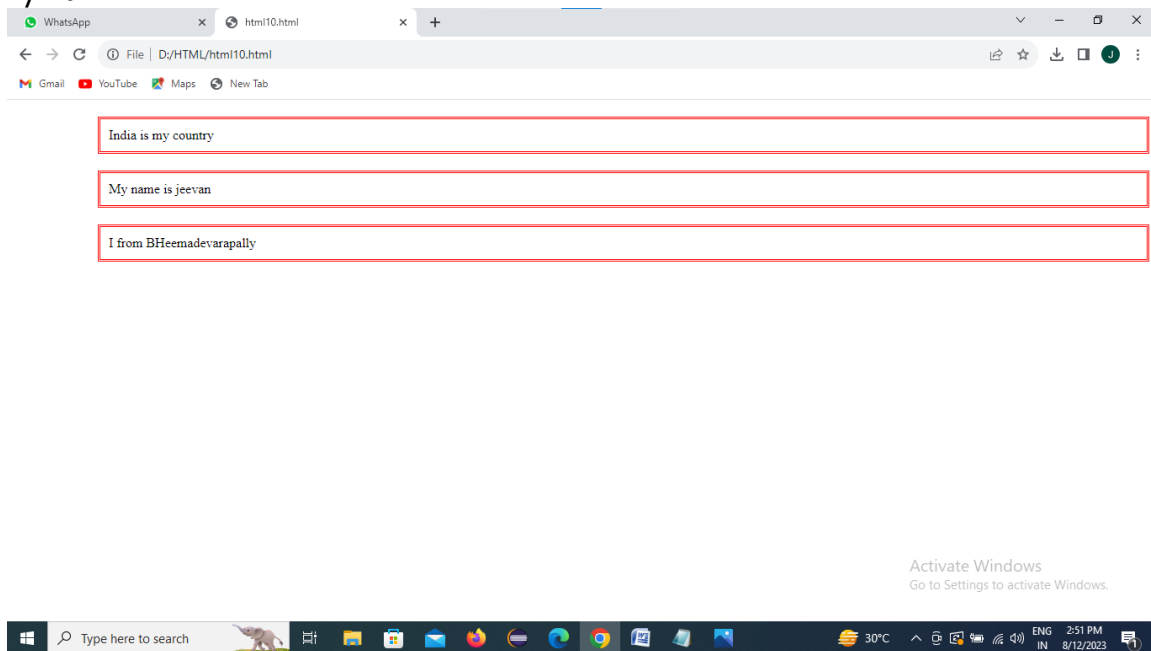 WhatsApp
html10.html
File | D:/HTML/html10.html
J
Gmail YouTube Maps New Tab
India is my country
My name is jeevan
I from BHeemadevarapally
Activate Windows
Go to Settings to activate Windows.
Type here to search
30°C
ENG
IN
2:51 PM
8/12/2023
1